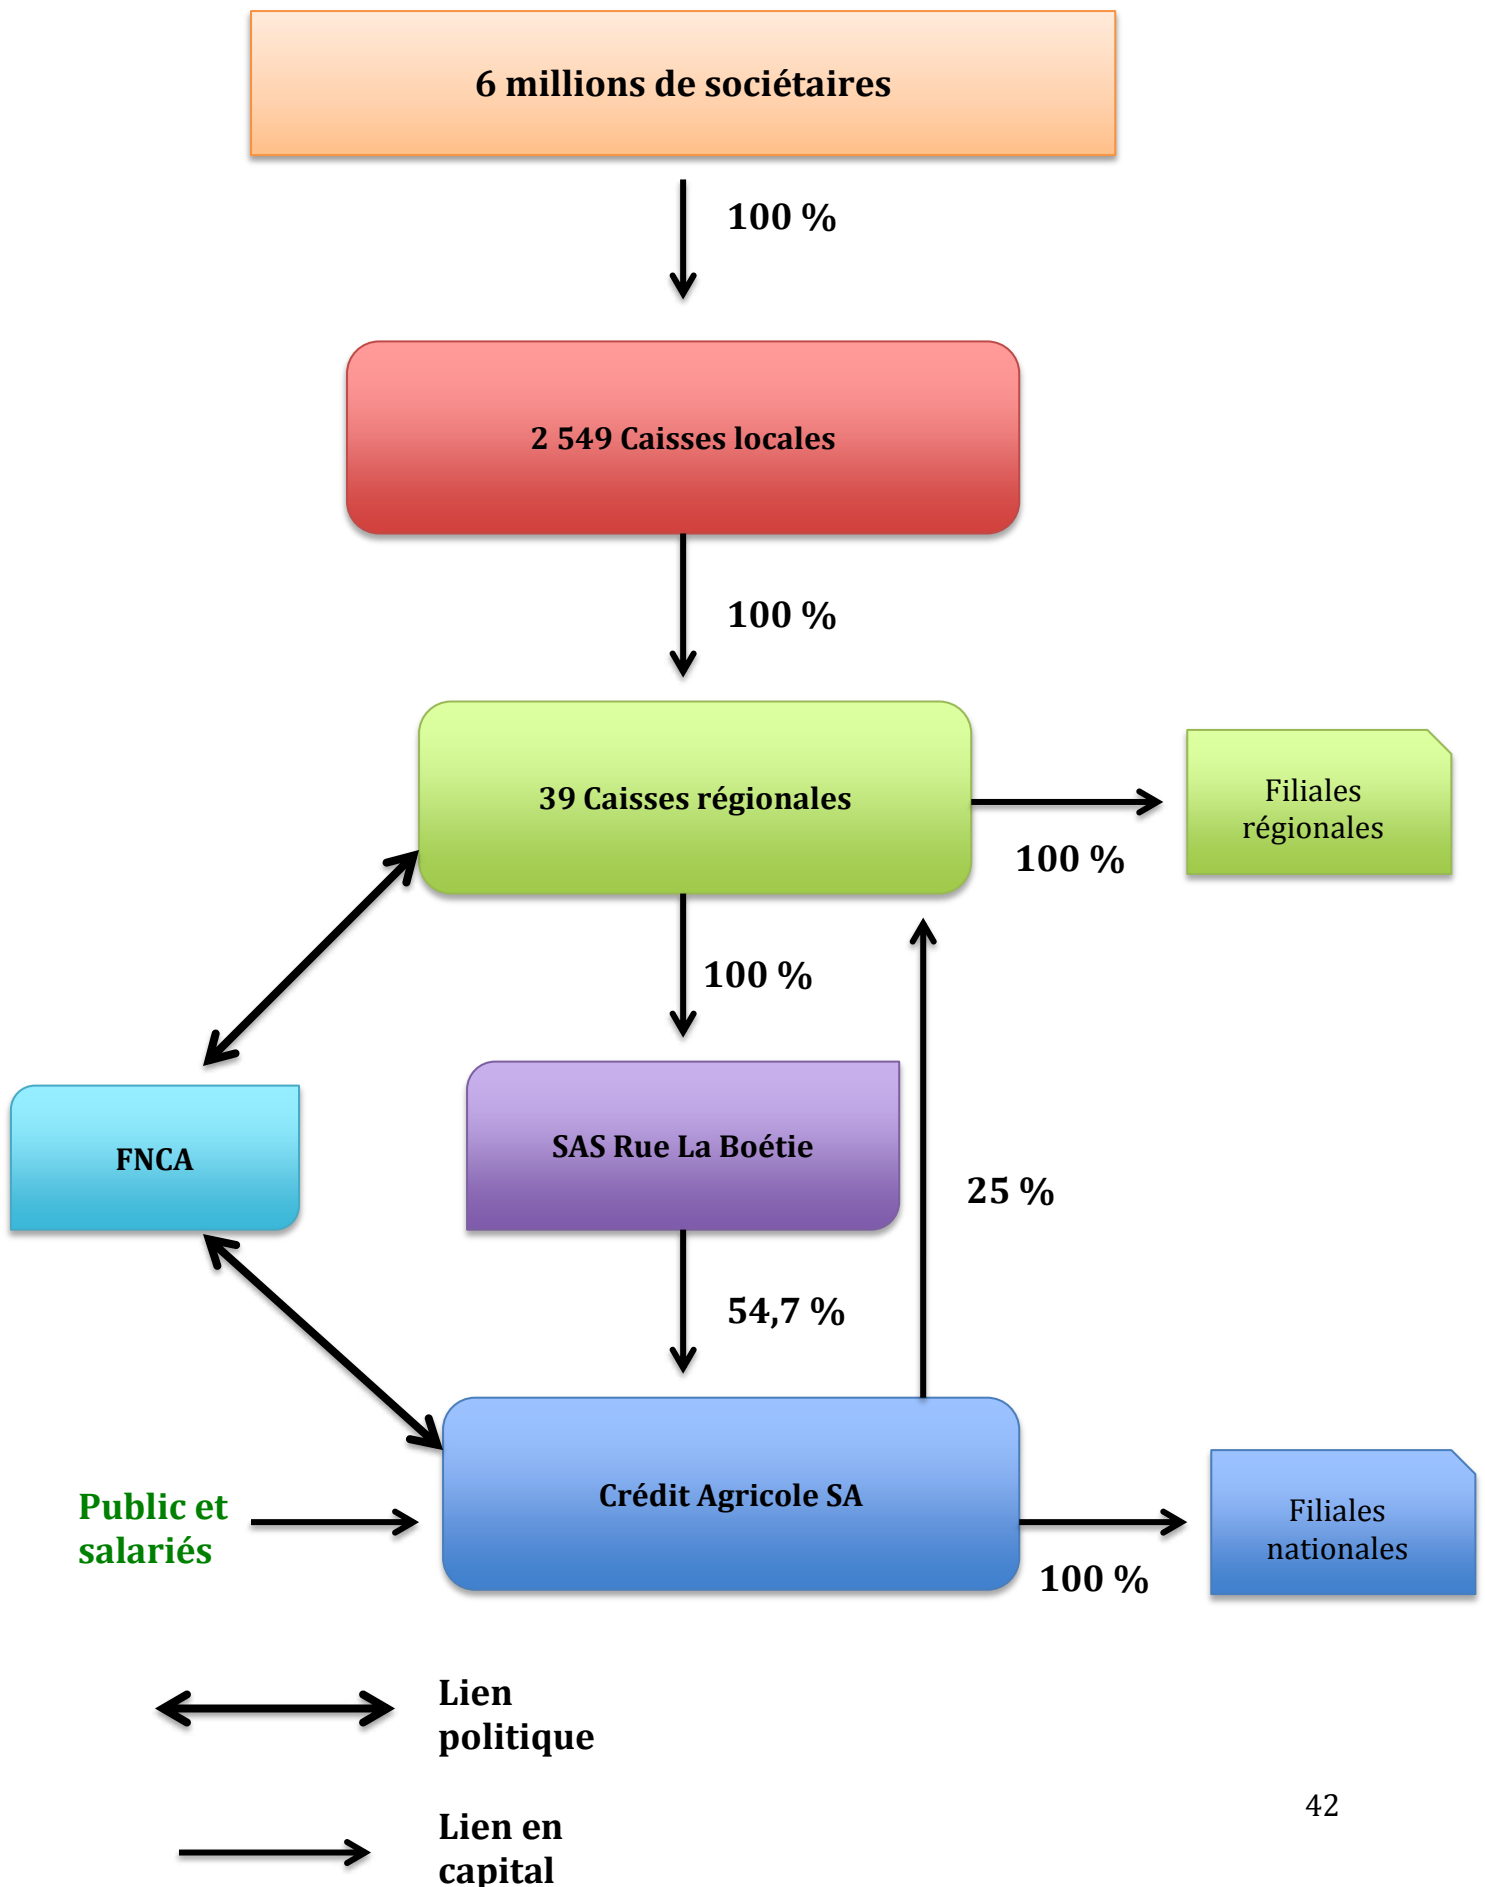 6 millions de sociétaires
100 %
2 549 Caisses locales
100 %
39 Caisses régionales
Filiales
régionales
100 %
100 %
FNCA
SAS Rue La Boétie
25 %
54,7 %
Crédit Agricole SA
Public et
salariés
Filiales
nationales
100 %
Lien
politique
42
Lien en
capital